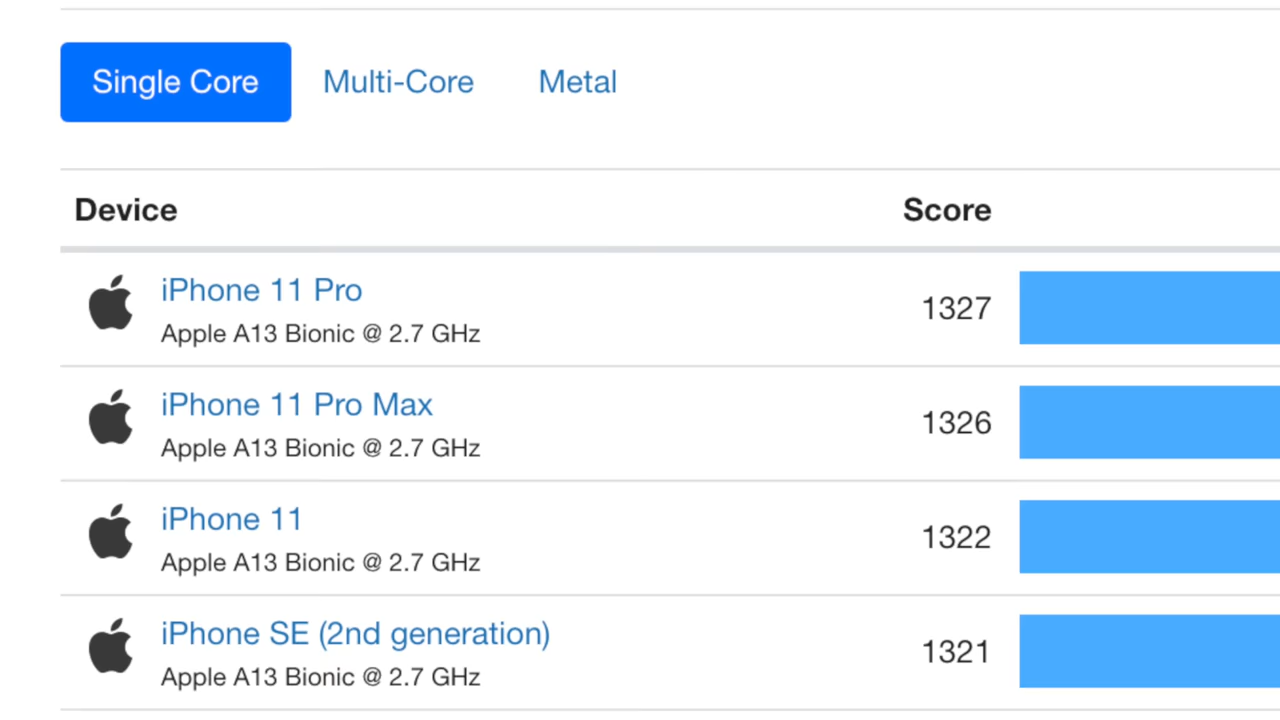 Single Core Multi-Core Metal
Device Score
iPhone 11 Pro
Apple A13 Bionic @ 2.7 GHz
1327
iPhone 11 Pro Max
Apple A13 Bionic @ 2.7 GHz
1326
iPhone 11
Apple A13 Bionic @ 2.7 GHz
1322
iPhone SE (2nd generation)
Apple A13 Bionic @ 2.7 GHz
1321